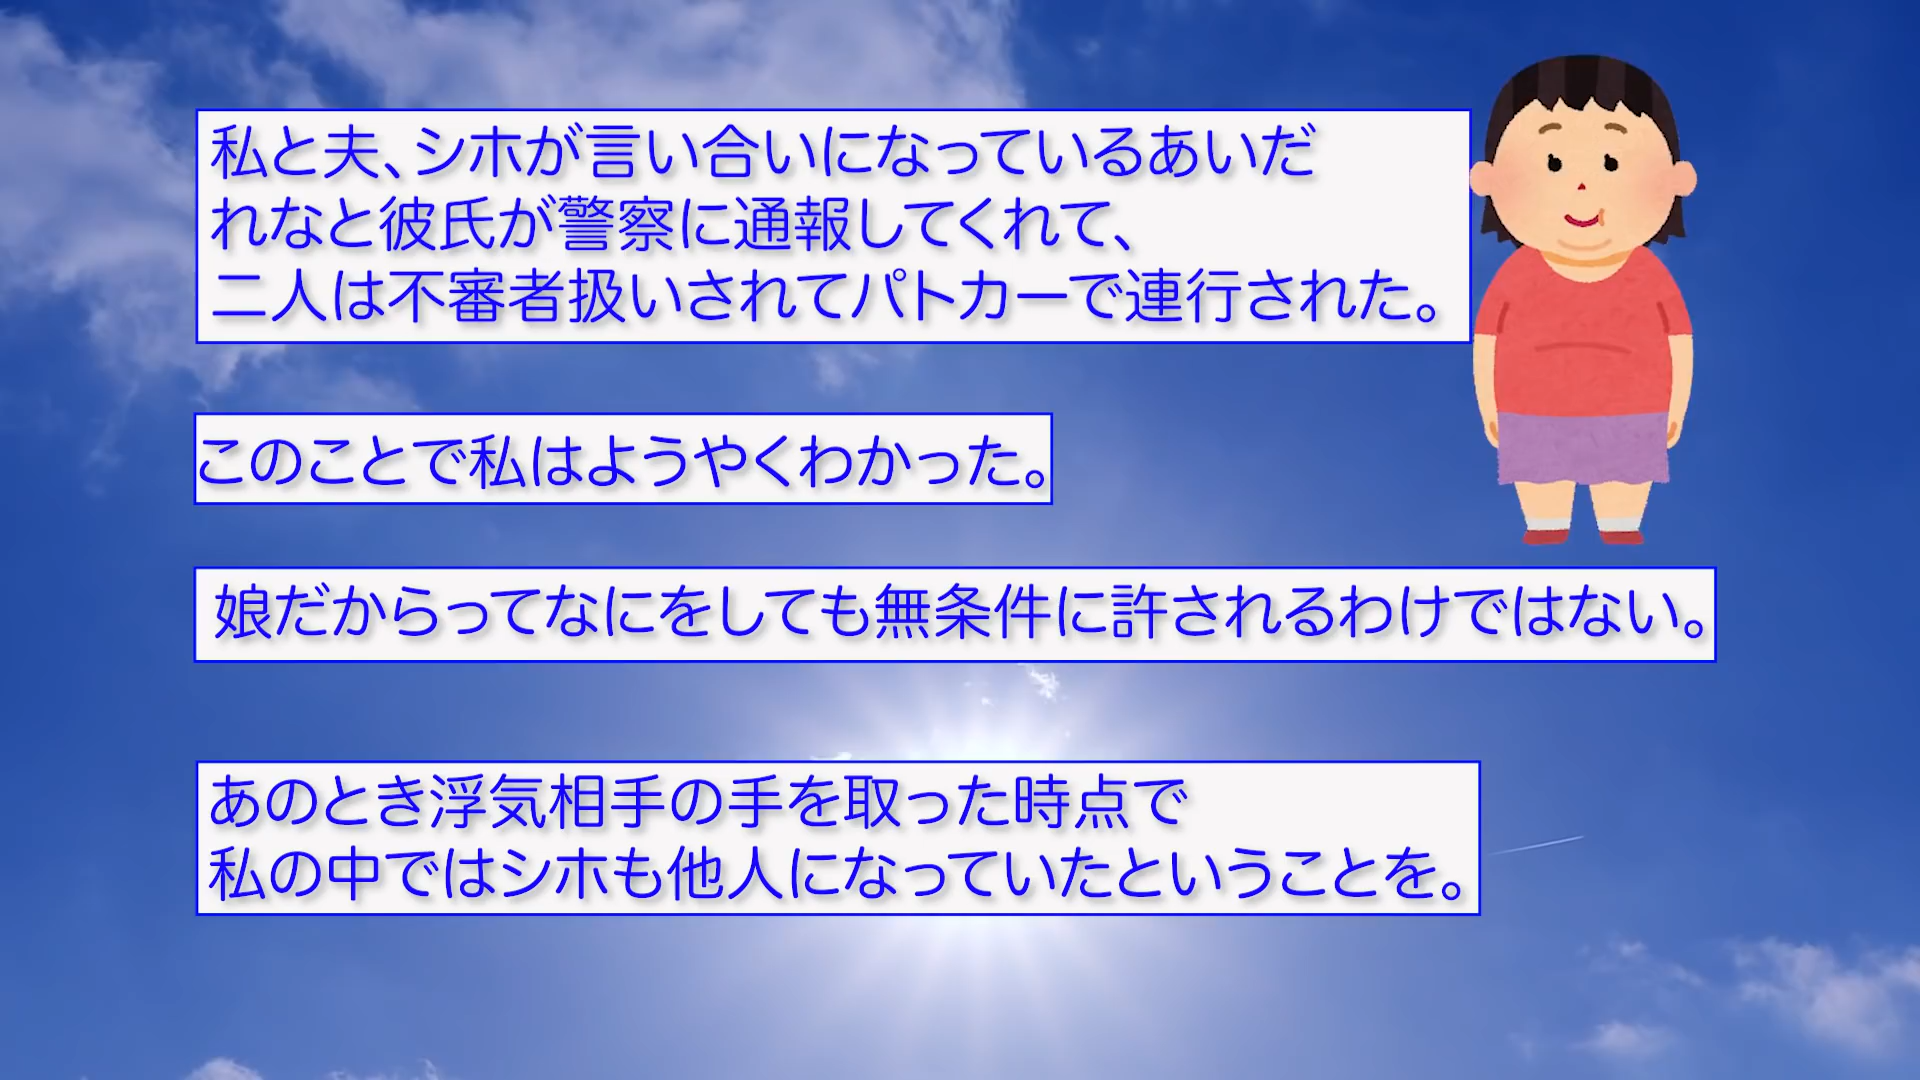 私と夫、シホが言い合いになっているあいだ
れなと彼氏が警察に通報してくれて、
二人は不審者扱いされてパトカーで連行された。
このことで私はようやくわかった。
娘だからってなにをしても無条件に許されるわけではない。
あのとき浮気相手の手を取った時点で
私の中ではシホも他人になっていたということを。